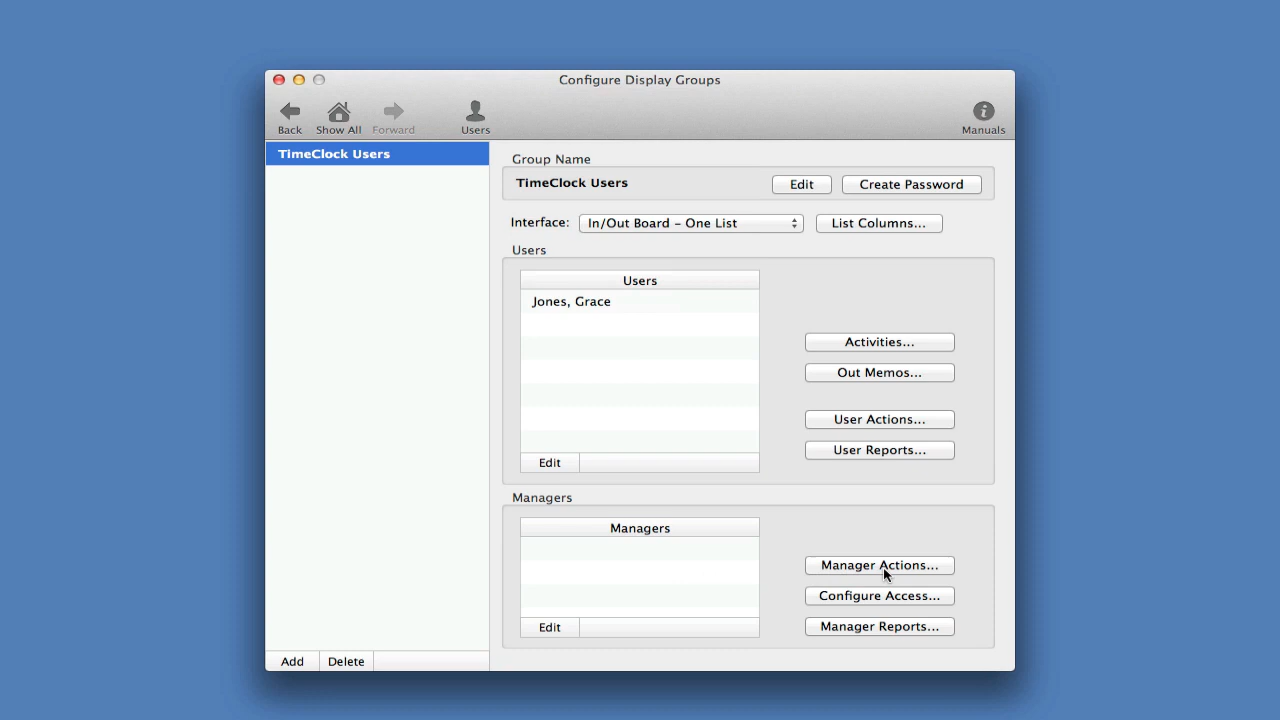 Configure Display Groups
Back
Show All
Forward
Users
Manuals
TimeClock Users
Group Name
TimeClock Users
Edit
Create Password
Interface:
In/Out Board – One List
List Columns...
Users
Users
Jones, Grace
Activities...
Out Memos...
User Actions...
User Reports...
Edit
Managers
Managers
Manager Actions...
Configure Access...
Manager Reports...
Edit
Add
Delete